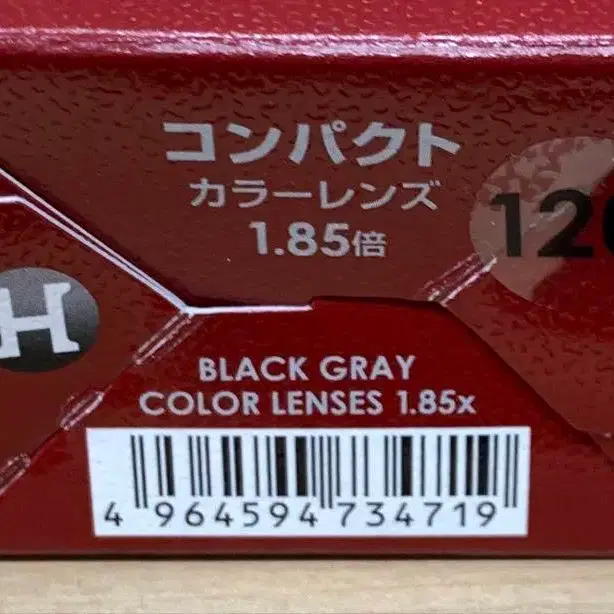 コンパクト
カラーレンズ
1.85倍
H
BLACK GRAY
COLOR LENSES 1.85x
4 964594 734719